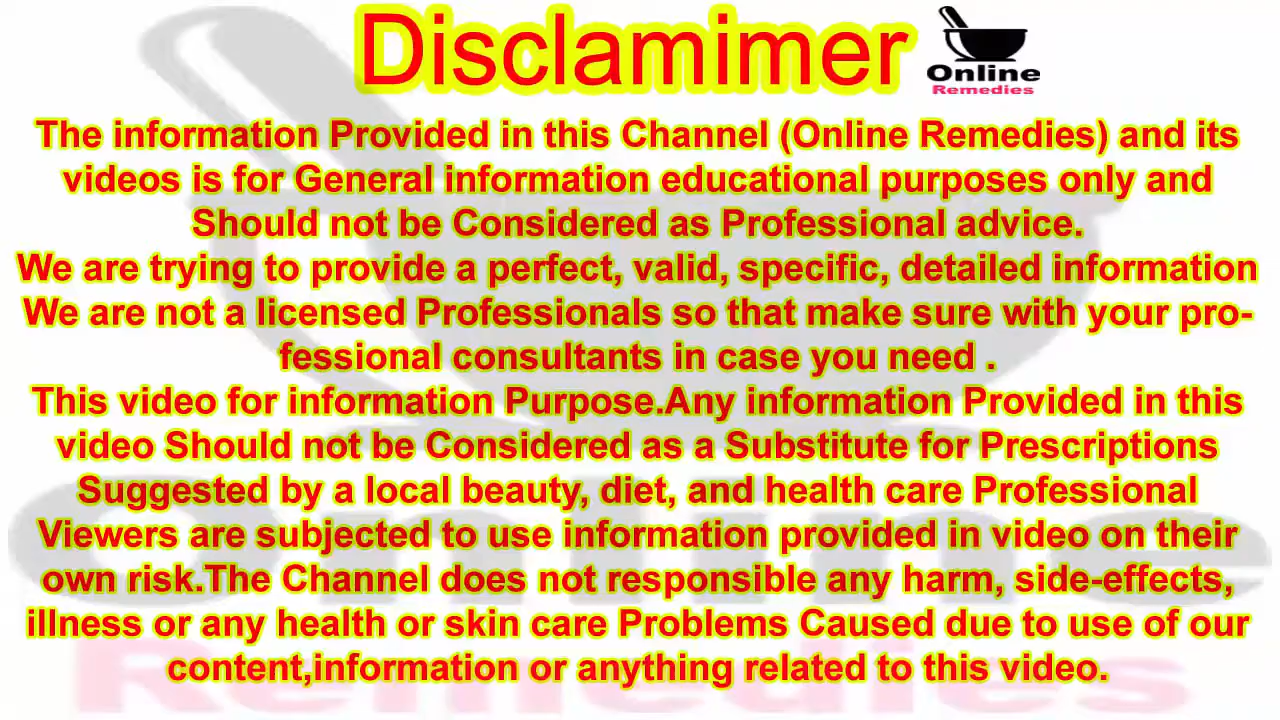 Disclamimer
Online
Remedies
The information Provided in this Channel (Online Remedies) and its
videos is for General information educational purposes only and
Should not be Considered as Professional advice.
We are trying to provide a perfect, valid, specific, detailed information
We are not a licensed Professionals so that make sure with your pro-
fessional consultants in case you need .
This video for information Purpose.Any information Provided in this
video Should not be Considered as a Substitute for Prescriptions
Suggested by a local beauty, diet, and health care Professional
Viewers are subjected to use information provided in video on their
own risk.The Channel does not responsible any harm, side-effects,
illness or any health or skin care Problems Caused due to use of our
content,information or anything related to this video.
Online
Remedies